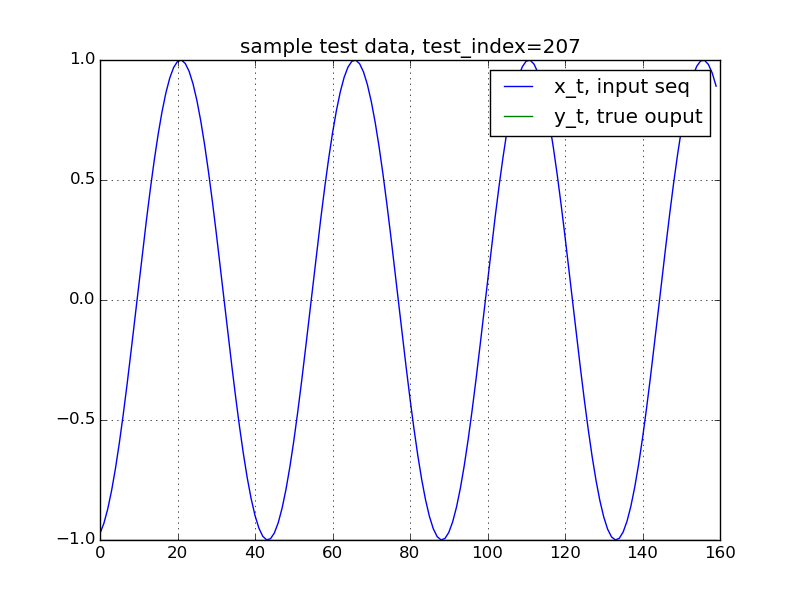 sample test data, test_index=207
x_t, input seq
y_t, true ouput
1.0
0.5
0.0
−0.5
−1.0
0 20 40 60 80 100 120 140 160